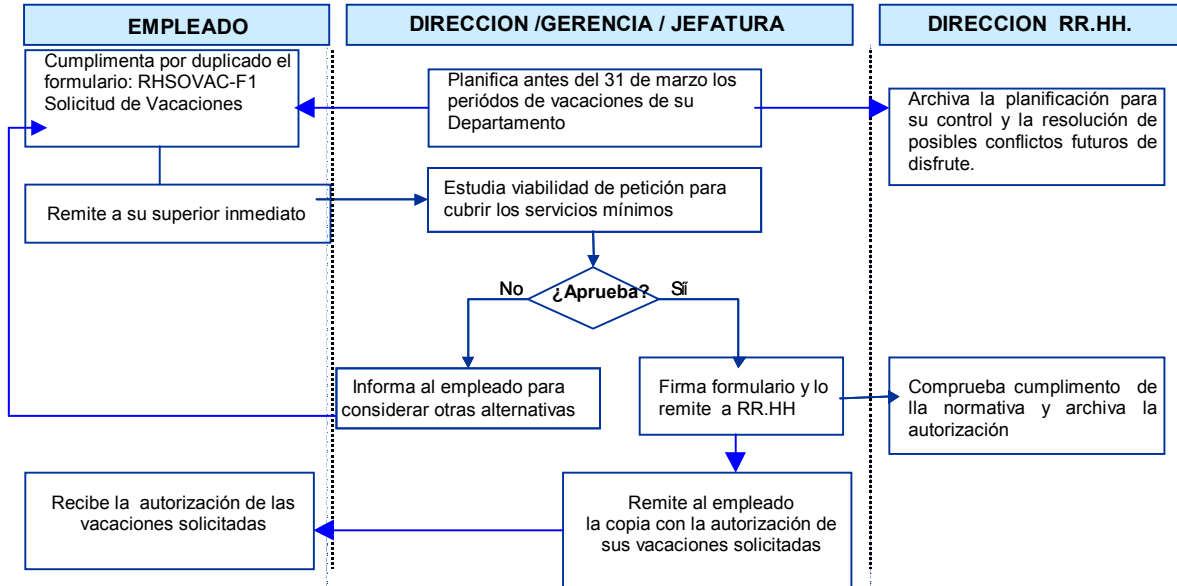 EMPLEADO
DIRECCION /GERENCIA / JEFATURA
DIRECCION RR.HH.
Cumplimenta por duplicado el
formulario: RHSOVAC-F1
Solicitud de Vacaciones
Planifica antes del 31 de marzo los
periódos de vacaciones de su
Departamento
Archiva la planificación para
su control y la resolución de
posibles conflictos futuros de
disfrute.
Remite a su superior inmediato
Estudia viabilidad de petición para
cubrir los servicios mínimos
No
¿Aprueba?
Síí
Informa al empleado para
considerar otras alternativas
Firma formulario y lo
remite a RR.HH
Comprueba cumplimento de
lla normativa y archiva la
autorización
Recibe la autorización de las
vacaciones solicitadas
Remite al empleado
la copia con la autorización de
sus vacaciones solicitadas